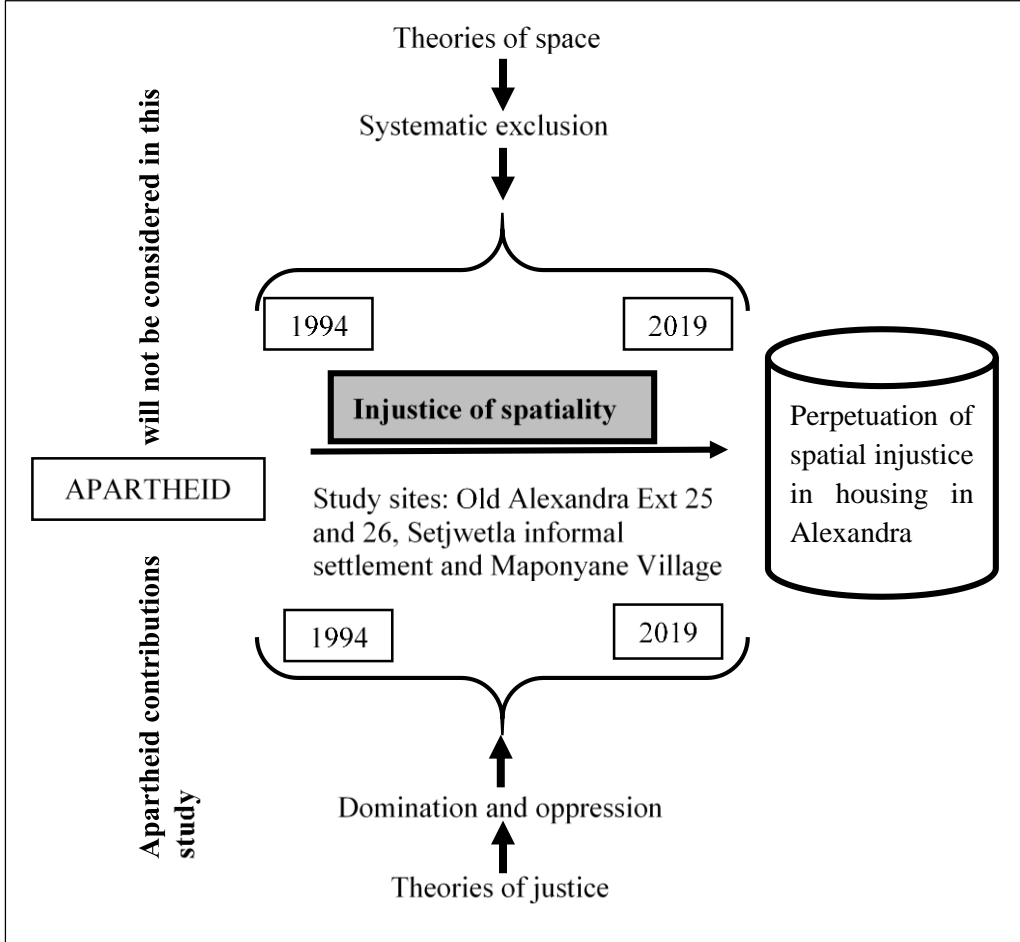 Theories of space
Systematic exclusion
1994
2019
Injustice of spatiality
Study sites: Old Alexandra Ext 25
and 26, Setjwetla informal
settlement and Maponyane Village
1994
2019
Domination and oppression
Theories of justice
Apartheid contributions will not be considered in this
study
APARTHEID
Perpetuation of
spatial injustice
in housing in
Alexandra